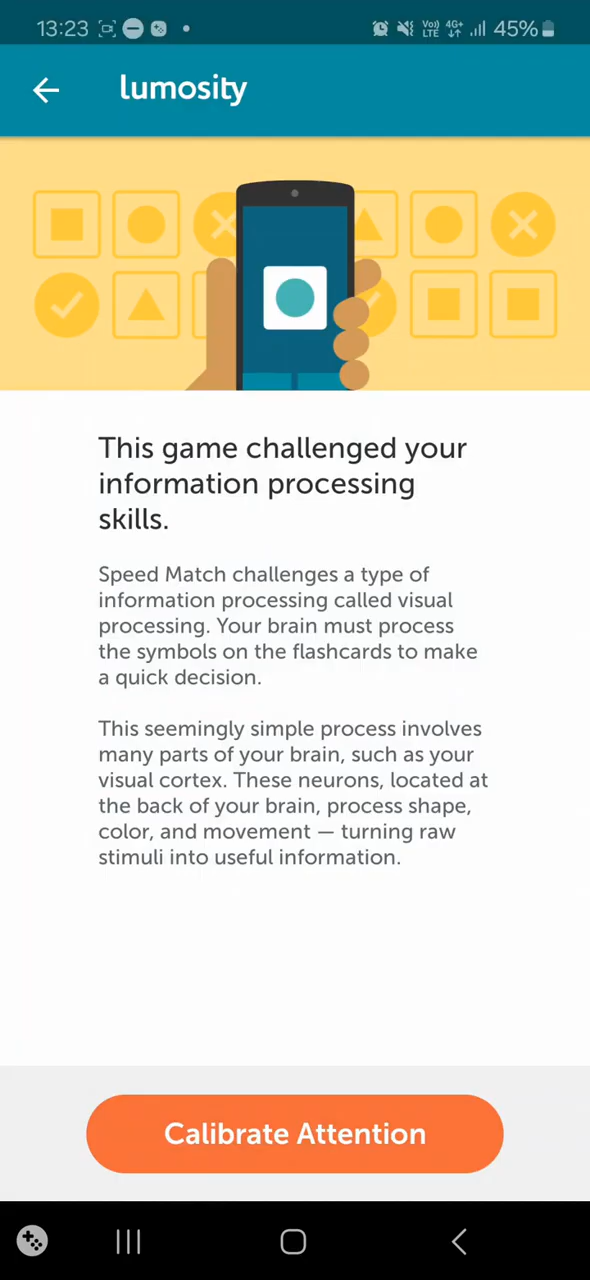 13:23
Vo)) LTE 4G+ 45%
lumosity
This game challenged your
information processing
skills.
Speed Match challenges a type of
information processing called visual
processing. Your brain must process
the symbols on the flashcards to make
a quick decision.
This seemingly simple process involves
many parts of your brain, such as your
visual cortex. These neurons, located at
the back of your brain, process shape,
color, and movement — turning raw
stimuli into useful information.
Calibrate Attention